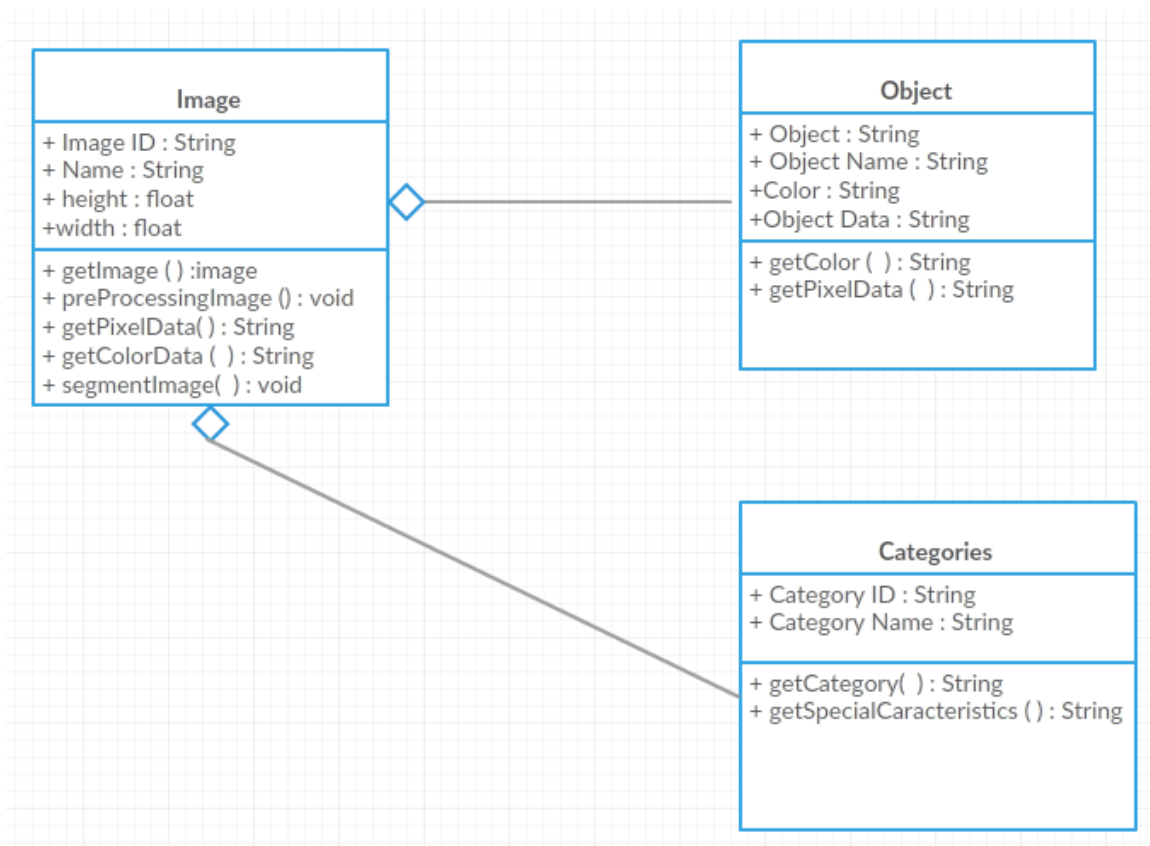 Image
+ Image ID : String
+ Name : String
+ height : float
+width : float
+ getImage ( ) :image
+ preProcessingImage () : void
+ getPixelData( ) : String
+ getColorData ( ) : String
+ segmentImage( ) : void
Object
+ Object : String
+ Object Name : String
+Color : String
+Object Data : String
+ getColor ( ) : String
+ getPixelData ( ) : String
Categories
+ Category ID : String
+ Category Name : String
+ getCategory( ) : String
+ getSpecialCaracteristics ( ) : String